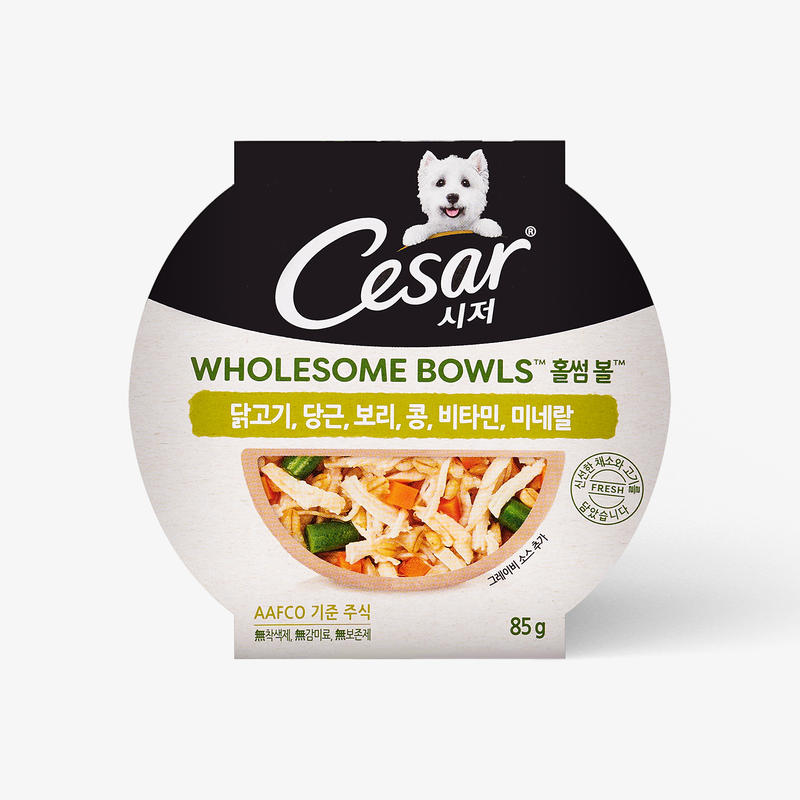 Cesar®
시저
WHOLESOME BOWLS™ 홀썸 볼™
닭고기, 당근, 보리, 콩, 비타민, 미네랄
신선한 채소와 고기를
FRESH
담았습니다
그레이비 소스 추가
AAFCO 기준 주식
無착색제, 無감미료, 無보존제
85g